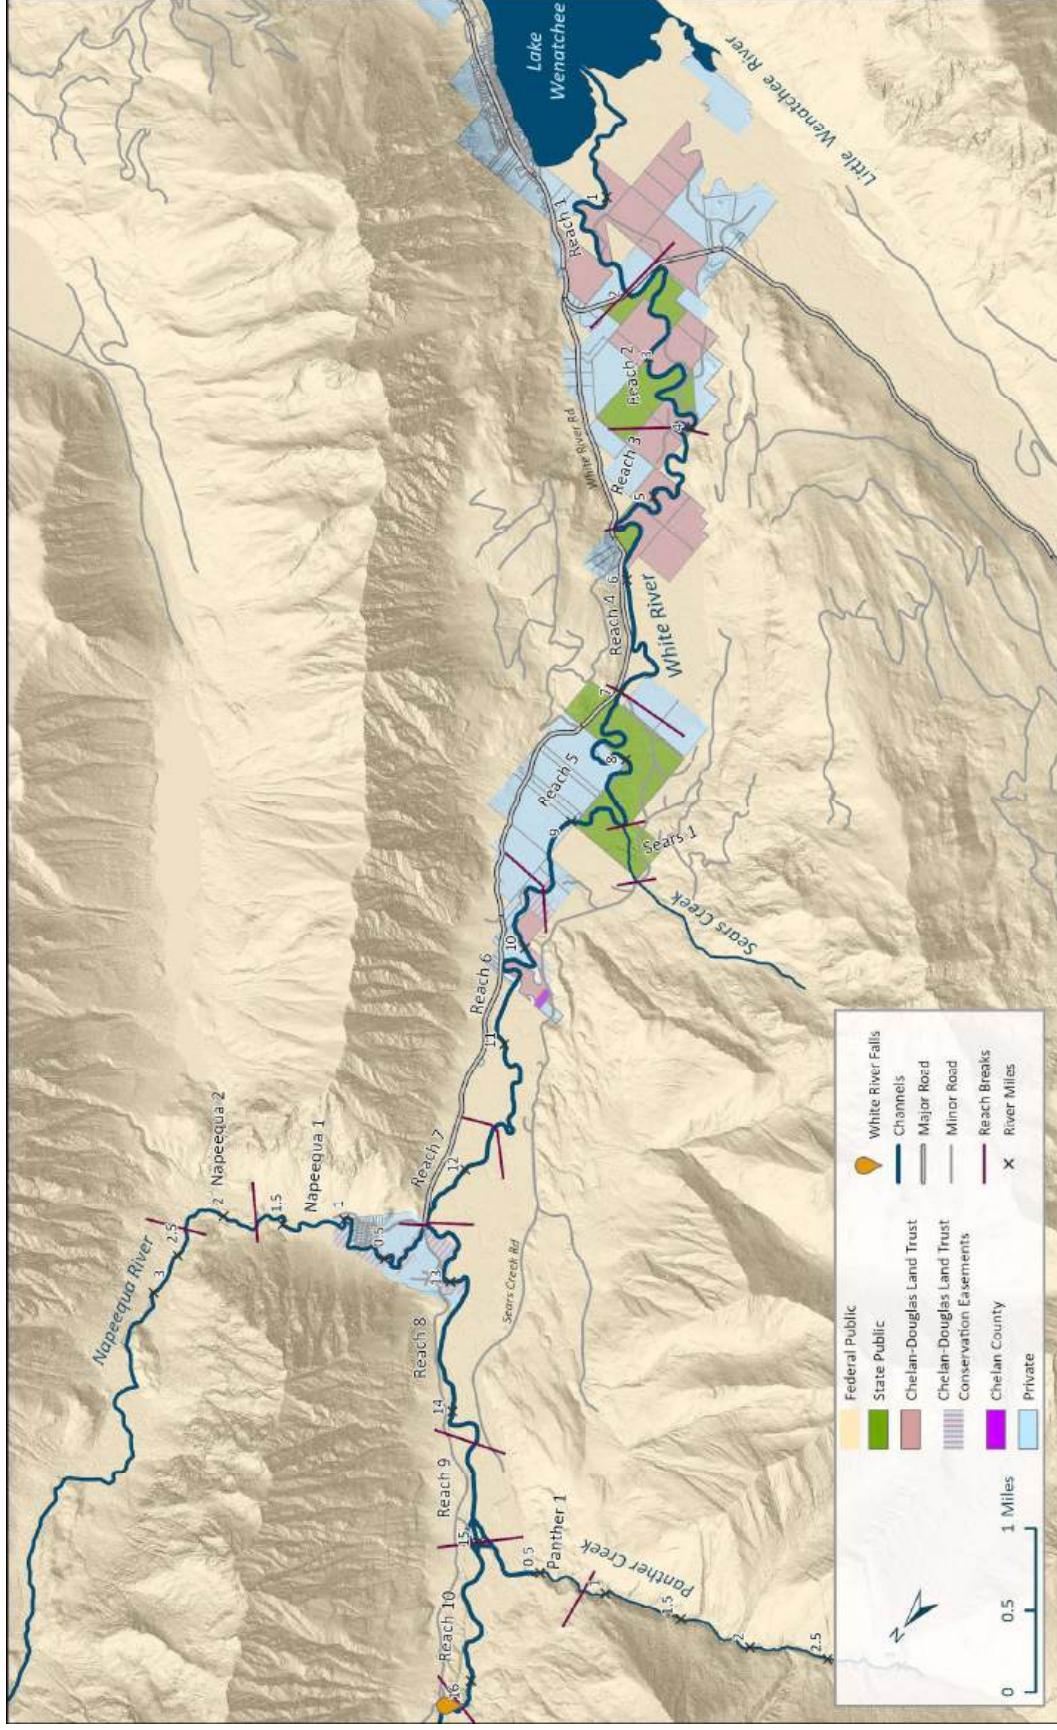 Lake
Wenatchee
Little Wenatchee River
Reach 1
1
2
Reach 2
3
White River Rd
Reach 3
4
5
Reach 4
6
White River
7
Reach 5
8
9
Sears 1
Sears Creek
10
Reach 6
11
Reach 7
12
Napeequa 2
2
Napeequa 1
1.5
1
0.5
2.5
3
Napeequa River
13
Reach 8
Sears Creek Rd
14
Reach 9
15
Reach 10
16
0.5
Panther 1
1
Panther Creek
1.5
2
2.5
N
0 0.5 1 Miles
Federal Public
State Public
Chelan-Douglas Land Trust
Chelan-Douglas Land Trust
Conservation Easements
Chelan County
Private
White River Falls
Channels
Major Road
Minor Road
Reach Breaks
River Miles